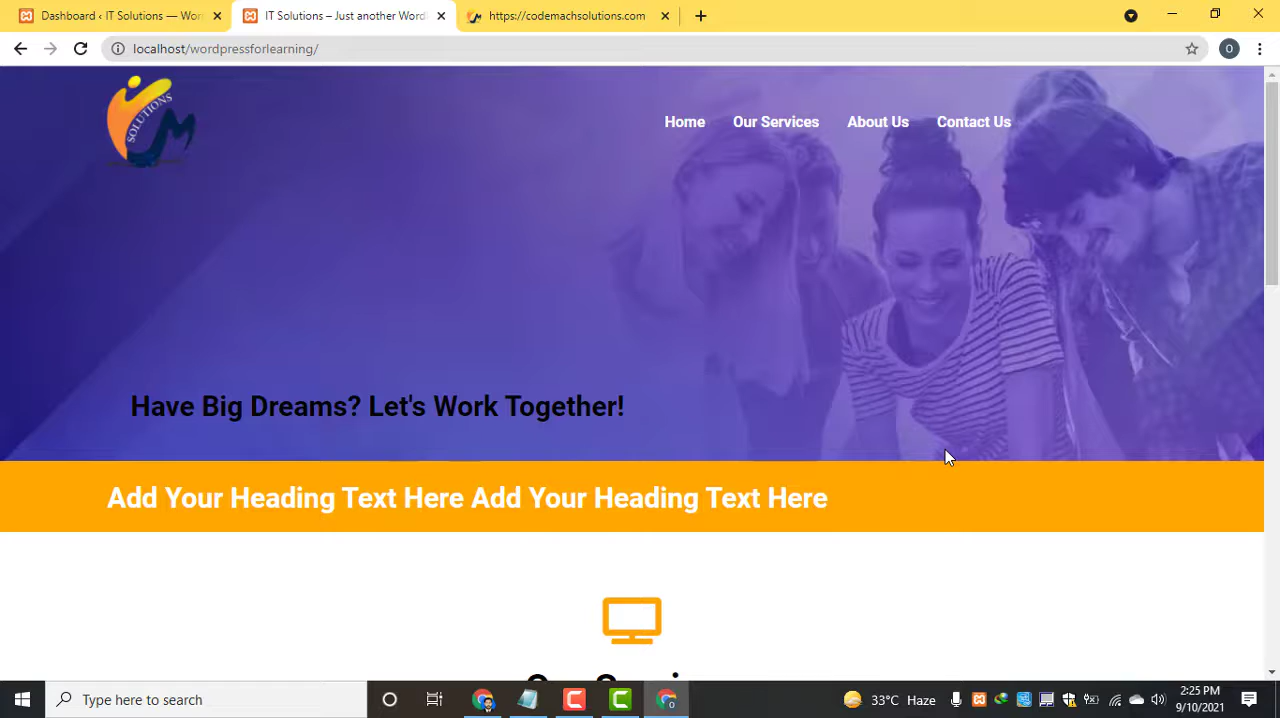 Dashboard ‹ IT Solutions — Wor
IT Solutions – Just another Word
https://codemachsolutions.com
localhost/wordpressforlearning/
O
SOLUTIONS
Home
Our Services
About Us
Contact Us
Have Big Dreams? Let's Work Together!
Add Your Heading Text Here Add Your Heading Text Here
Type here to search
33°C Haze
2:25 PM
9/10/2021